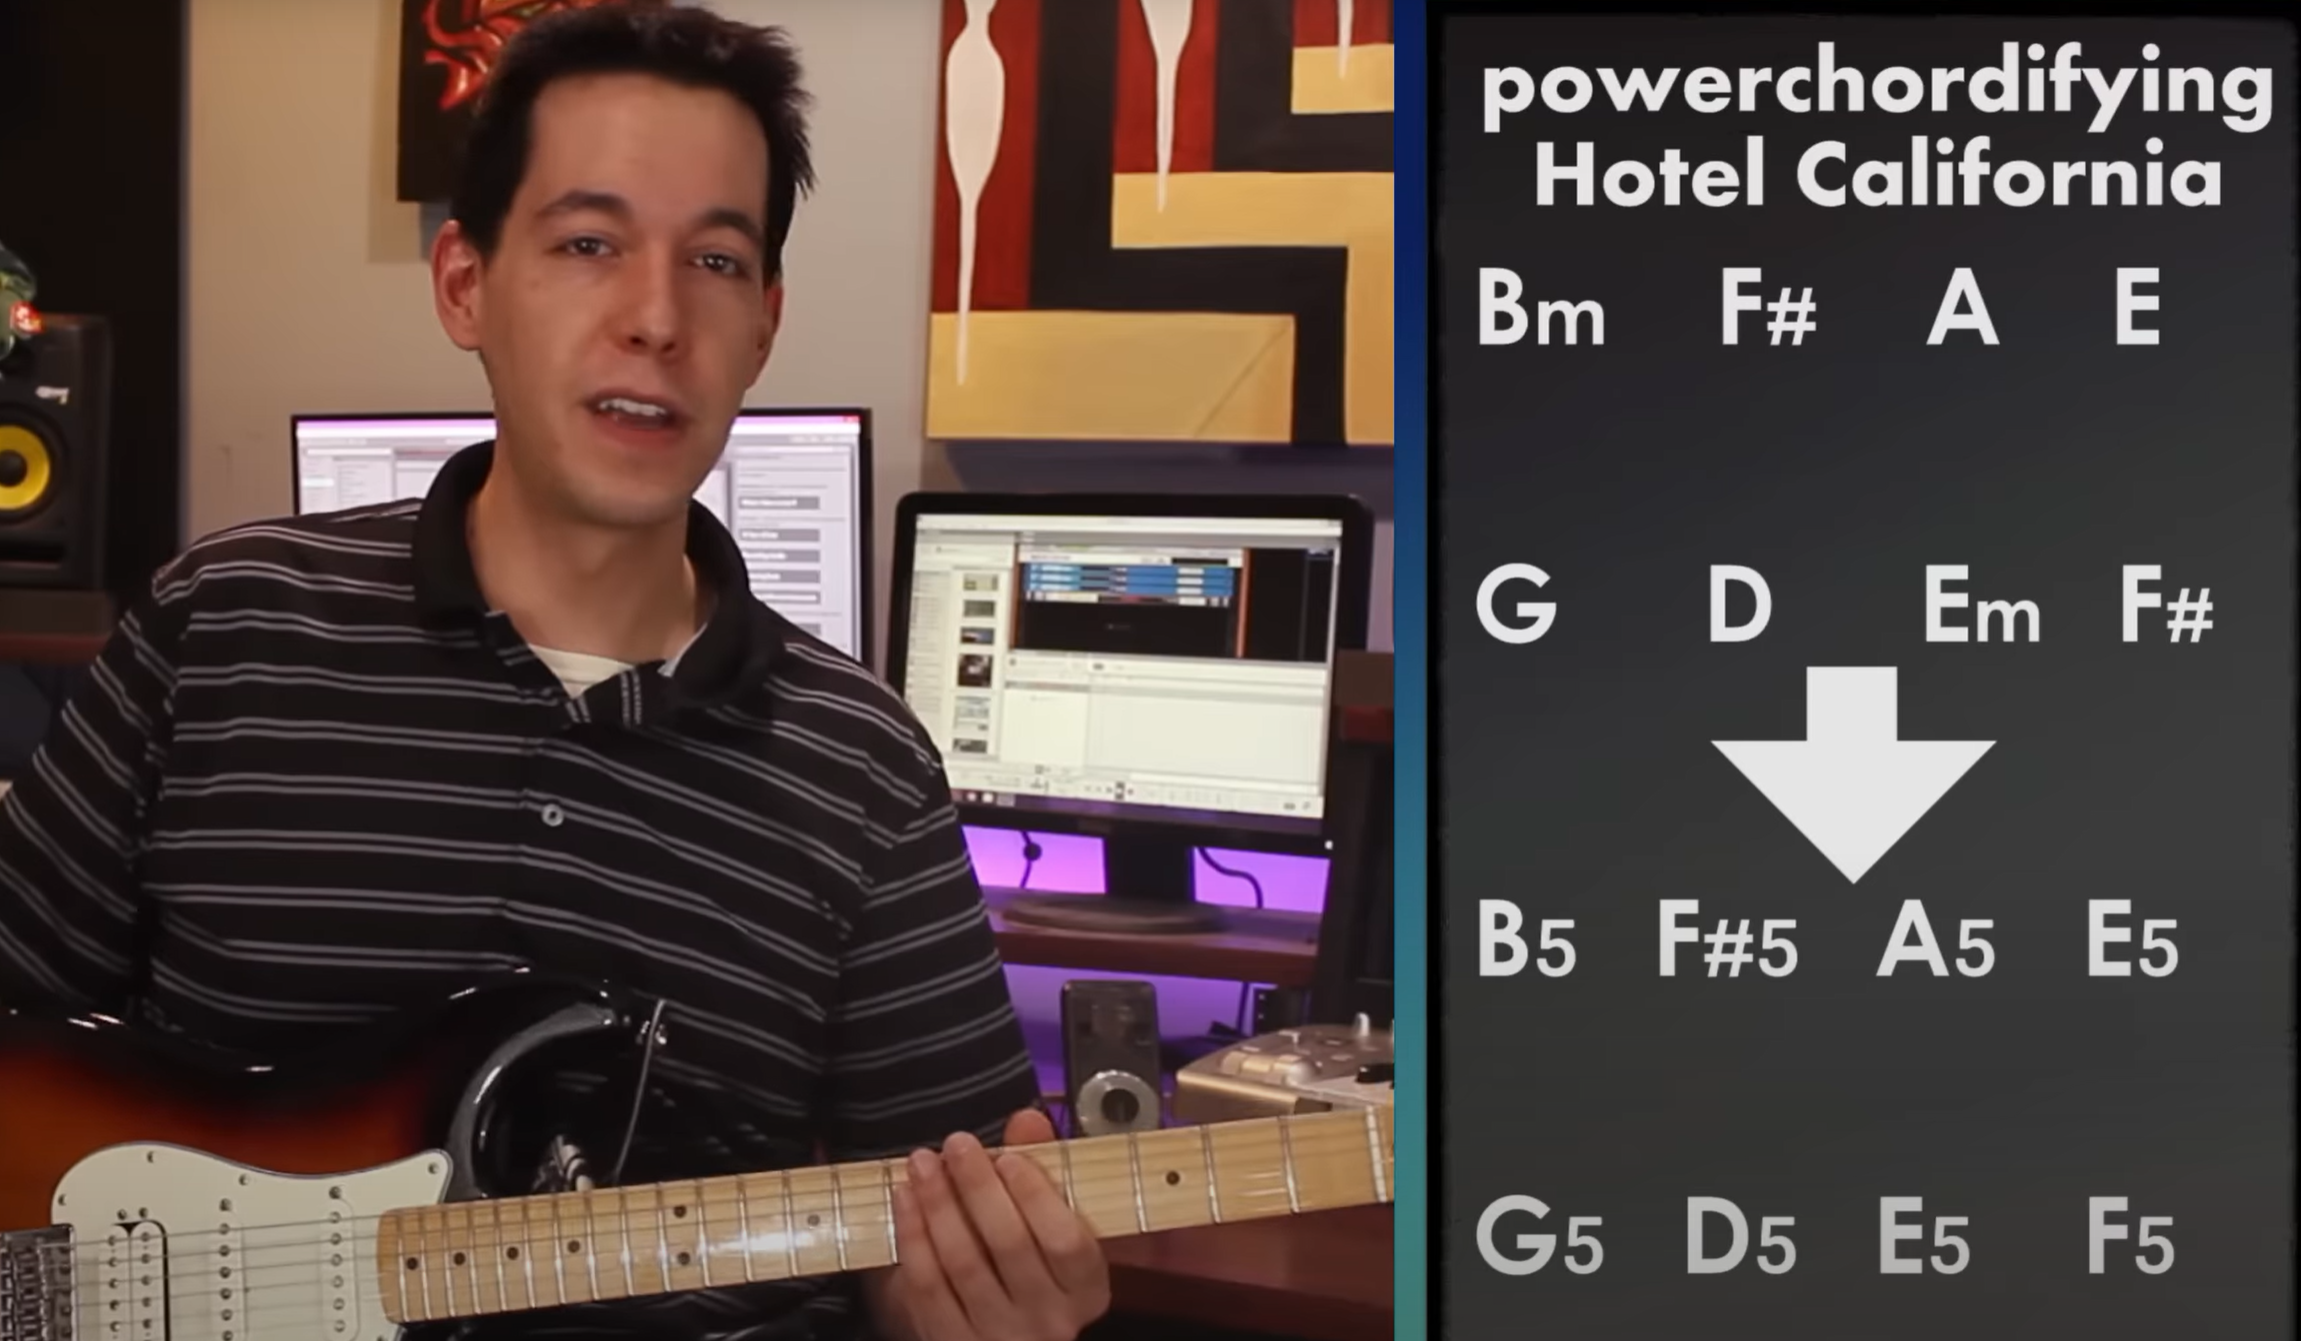 powerchordifying
Hotel California
Bm F# A E
G D Em F#
B5 F#5 A5 E5
G5 D5 E5 F5